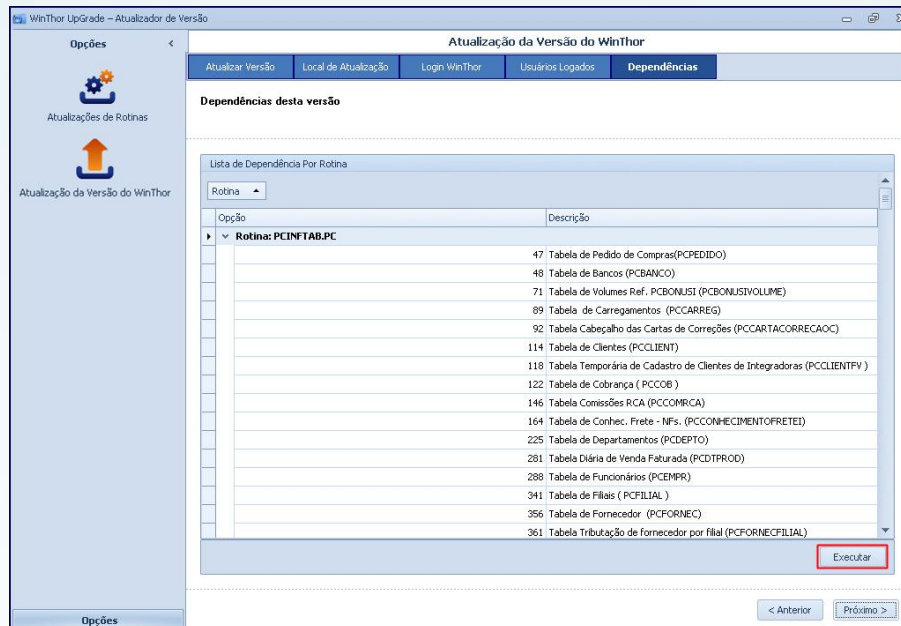 WinThor UpGrade – Atualizador de Versão
Opções <
Atualizações de Rotinas
Atualização da Versão do WinThor
Opções
Atualização da Versão do WinThor
Atualizar Versão Local de Atualização Login WinThor Usuários Logados Dependências
Dependências desta versão
Lista de Dependência Por Rotina
Rotina
Opção Descrição
Rotina: PCINFTAB.PC
47 Tabela de Pedido de Compras(PCPEDIDO)
48 Tabela de Bancos (PCBANCO)
71 Tabela de Volumes Ref. PCBONUSI (PCBONUSIVOLUME)
89 Tabela de Carregamentos (PCCARREG)
92 Tabela Cabeçalho das Cartas de Correções (PCCARTACORRECAOC)
114 Tabela de Clientes (PCCLIENT)
118 Tabela Temporária de Cadastro de Clientes de Integradoras (PCCLIENTFV )
122 Tabela de Cobrança ( PCCOB )
146 Tabela Comissões RCA (PCCOMRCA)
164 Tabela de Conhec. Frete - NFs. (PCCONHECIMENTOFRETEI)
225 Tabela de Departamentos (PCDEPTO)
281 Tabela Diária de Venda Faturada (PCDTPROD)
288 Tabela de Funcionários (PCEMPR)
341 Tabela de Filiais ( PCFILIAL )
356 Tabela de Fornecedor (PCFORNEC)
361 Tabela Tributação de fornecedor por filial (PCFORNECFILIAL)
Executar
< Anterior Próximo >